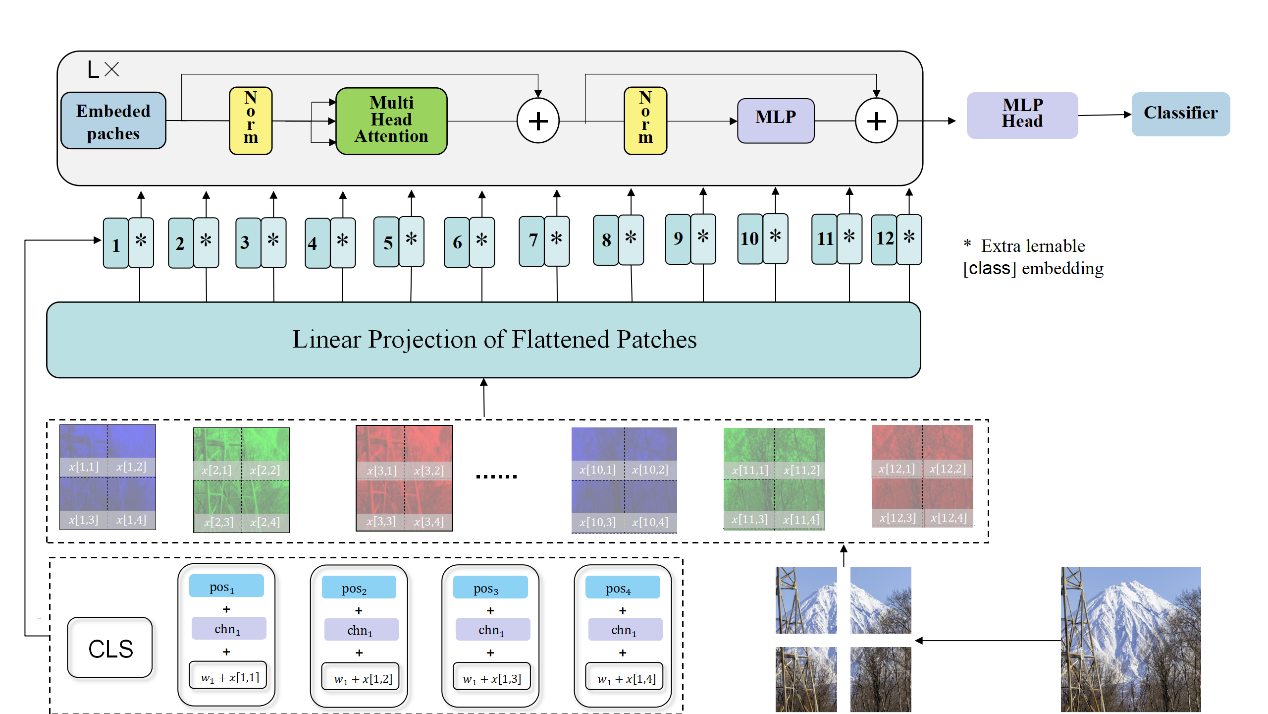 L×
Embeded
paches
Norm
Multi
Head
Attention
+
Norm
MLP
+
MLP
Head
Classifier
1 * 2 * 3 * 4 * 5 * 6 * 7 * 8 * 9 * 10 * 11 * 12 *
* Extra lernable
[class] embedding
Linear Projection of Flattened Patches
x[1,1] x[1,2] x[2,1] x[2,2] x[3,1] x[3,2] x[10,1] x[10,2] x[11,1] x[11,2] x[12,1] x[12,2]
......
x[1,3] x[1,4] x[2,3] x[2,4] x[3,3] x[3,4] x[10,3] x[10,4] x[11,3] x[11,4] x[12,3] x[12,4]
CLS
pos₁
+
chn₁
+
w₁ + x[1,1]
pos₂
+
chn₁
+
w₁ + x[1,2]
pos₃
+
chn₁
+
w₁ + x[1,3]
pos₄
+
chn₁
+
w₁ + x[1,4]